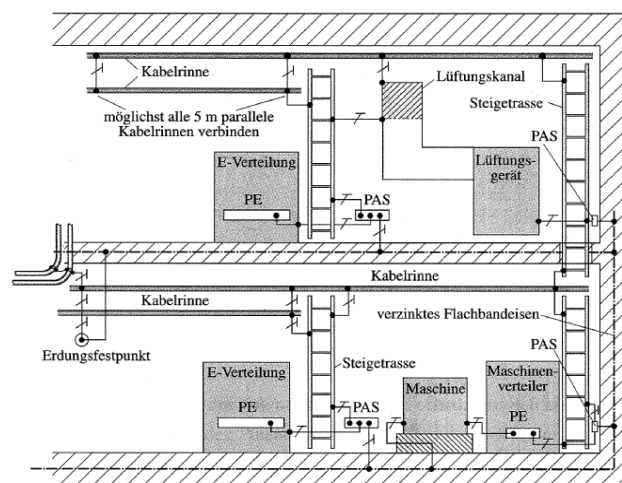 Kabelrinne
Lüftungskanal
Steigetrasse
möglichst alle 5 m parallele
Kabelrinnen verbinden
PAS
E-Verteilung
PE
PAS
Lüftungs-
gerät
Kabelrinne
Kabelrinne
verzinktes Flachbandeisen
Erdungsfestpunkt
PAS
Steigetrasse
E-Verteilung
PE
PAS
Maschine
Maschinen-
verteiler
PE